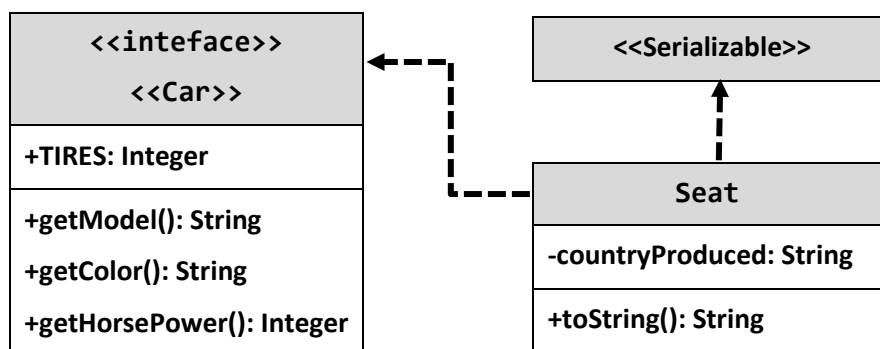 <<inteface>>
<<Car>>
+TIRES: Integer
+getModel(): String
+getColor(): String
+getHorsePower(): Integer
<<Serializable>>
Seat
-countryProduced: String
+toString(): String